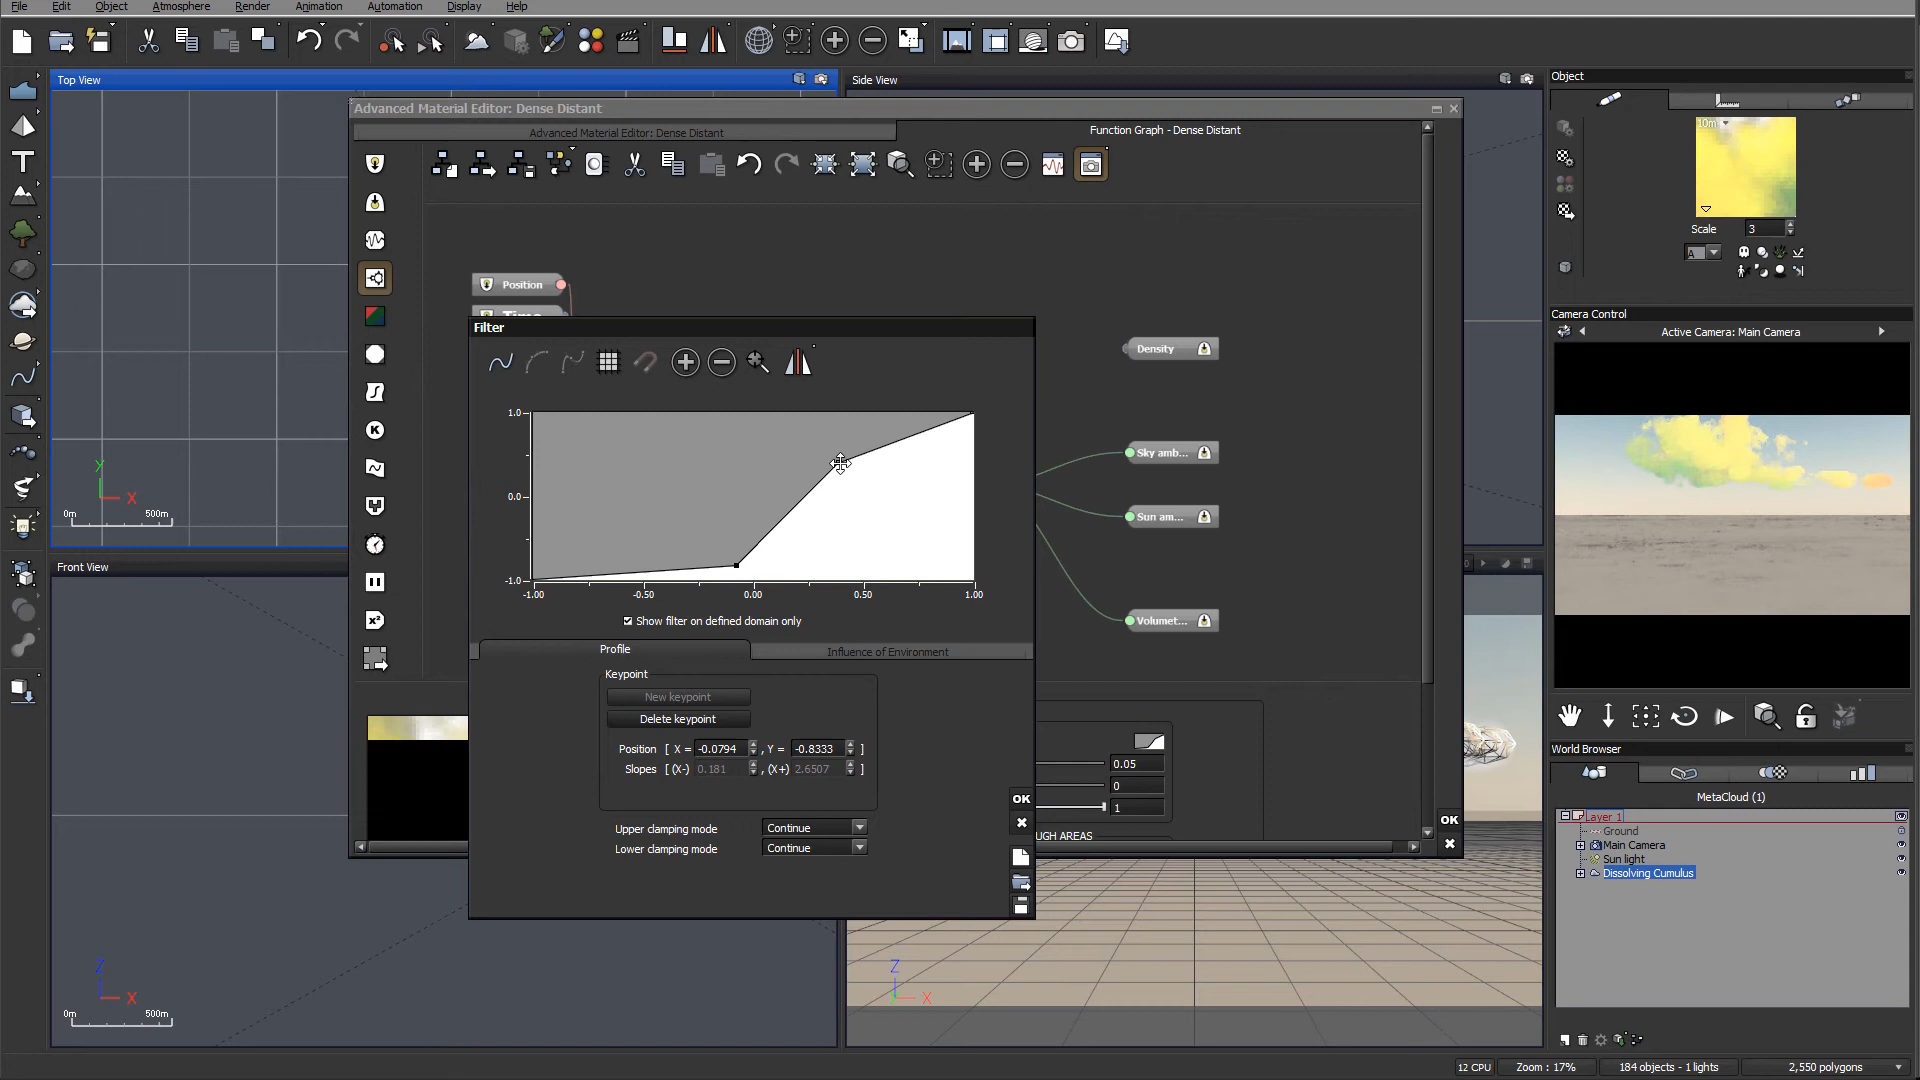 File Edit Object Atmosphere Render Animation Automation Display Help
Top View
Side View
Object
Advanced Material Editor: Dense Distant
Advanced Material Editor: Dense Distant
Function Graph - Dense Distant
10m
Scale 3
A
Position
Time
Filter
Density
Sky amb...
Sun am...
Volumet...
Camera Control
Active Camera: Main Camera
1.0
0.0
-1.0
-1.00 -0.50 0.00 0.50 1.00
Show filter on defined domain only
Profile
Influence of Environment
Keypoint
New keypoint
Delete keypoint
Position [ X = -0.0794 , Y = -0.8333 ]
Slopes [ (X-) 0.181 , (X+) 2.6507 ]
Upper clamping mode Continue
Lower clamping mode Continue
OK
0.05
0
1
UGH AREAS
OK
Y
X
0m 500m
Front View
Z
X
0m 500m
Z
X
World Browser
MetaCloud (1)
Layer 1
Ground
Main Camera
Sun light
Dissolving Cumulus
12 CPU Zoom : 17% 184 objects - 1 lights 2,550 polygons